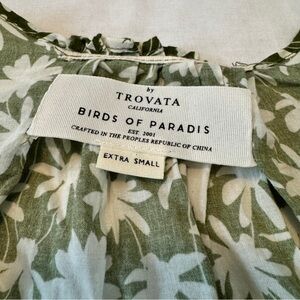 by
TROVATA
CALIFORNIA
BIRDS OF PARADIS
EST. 2001
CRAFTED IN THE PEOPLES REPUBLIC OF CHINA
EXTRA SMALL